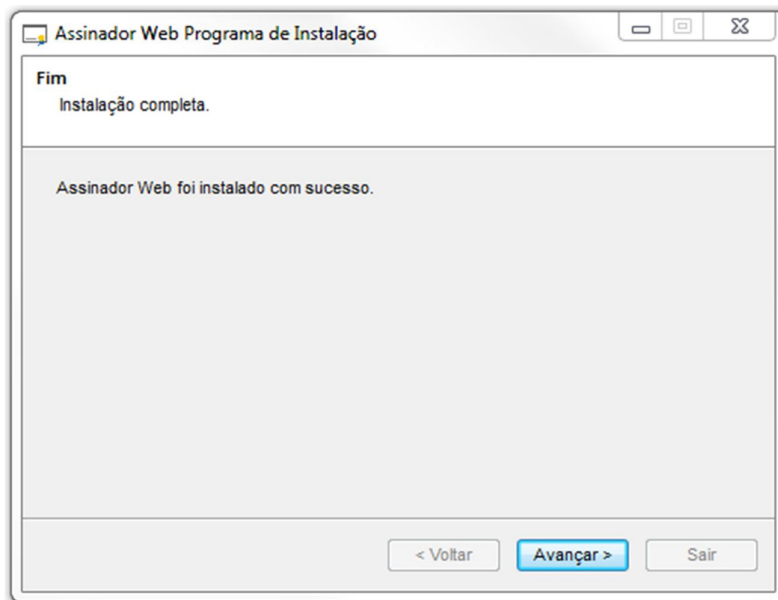 Assinador Web Programa de Instalação
Fim
Instalação completa.
Assinador Web foi instalado com sucesso.
< Voltar
Avançar >
Sair